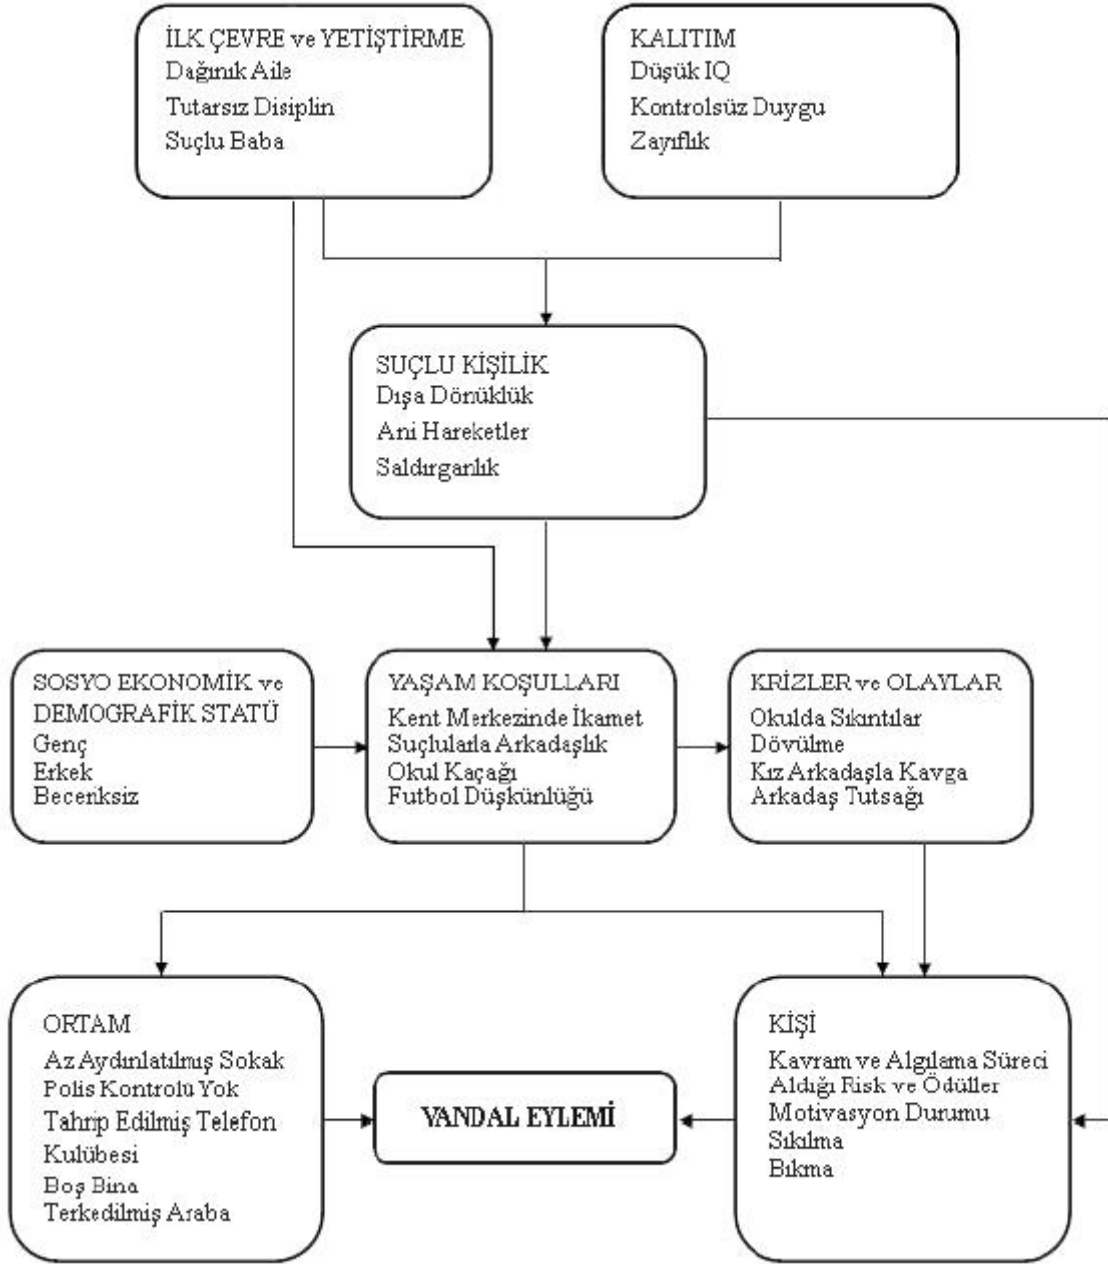 İLK ÇEVRE ve YETİŞTİRME
Dağınık Aile
Tutarsız Disiplin
Suçlu Baba
KALITIM
Düşük IQ
Kontrolsüz Duygu
Zayıflık
SUÇLU KİŞİLİK
Dışa Dönüklük
Ani Hareketler
Saldırganlık
SOSYO EKONOMİK ve
DEMOGRAFİK STATÜ
Genç
Erkek
Beceriksiz
YAŞAM KOŞULLARI
Kent Merkezinde İkamet
Suçlularla Arkadaşlık
Okul Kaçağı
Futbol Düşkünlüğü
KRİZLER ve OLAYLAR
Okulda Sıkıntılar
Dövülme
Kız Arkadaşla Kavga
Arkadaş Tutsağı
ORTAM
Az Aydınlatılmış Sokak
Polis Kontrolu Yok
Tahrip Edilmiş Telefon
Kulübesi
Boş Bina
Terkedilmiş Araba
VANDAL EYLEMİ
KİŞİ
Kavram ve Algılama Süreci
Aldığı Risk ve Ödüller
Motivasyon Durumu
Sıkılma
Bıkma